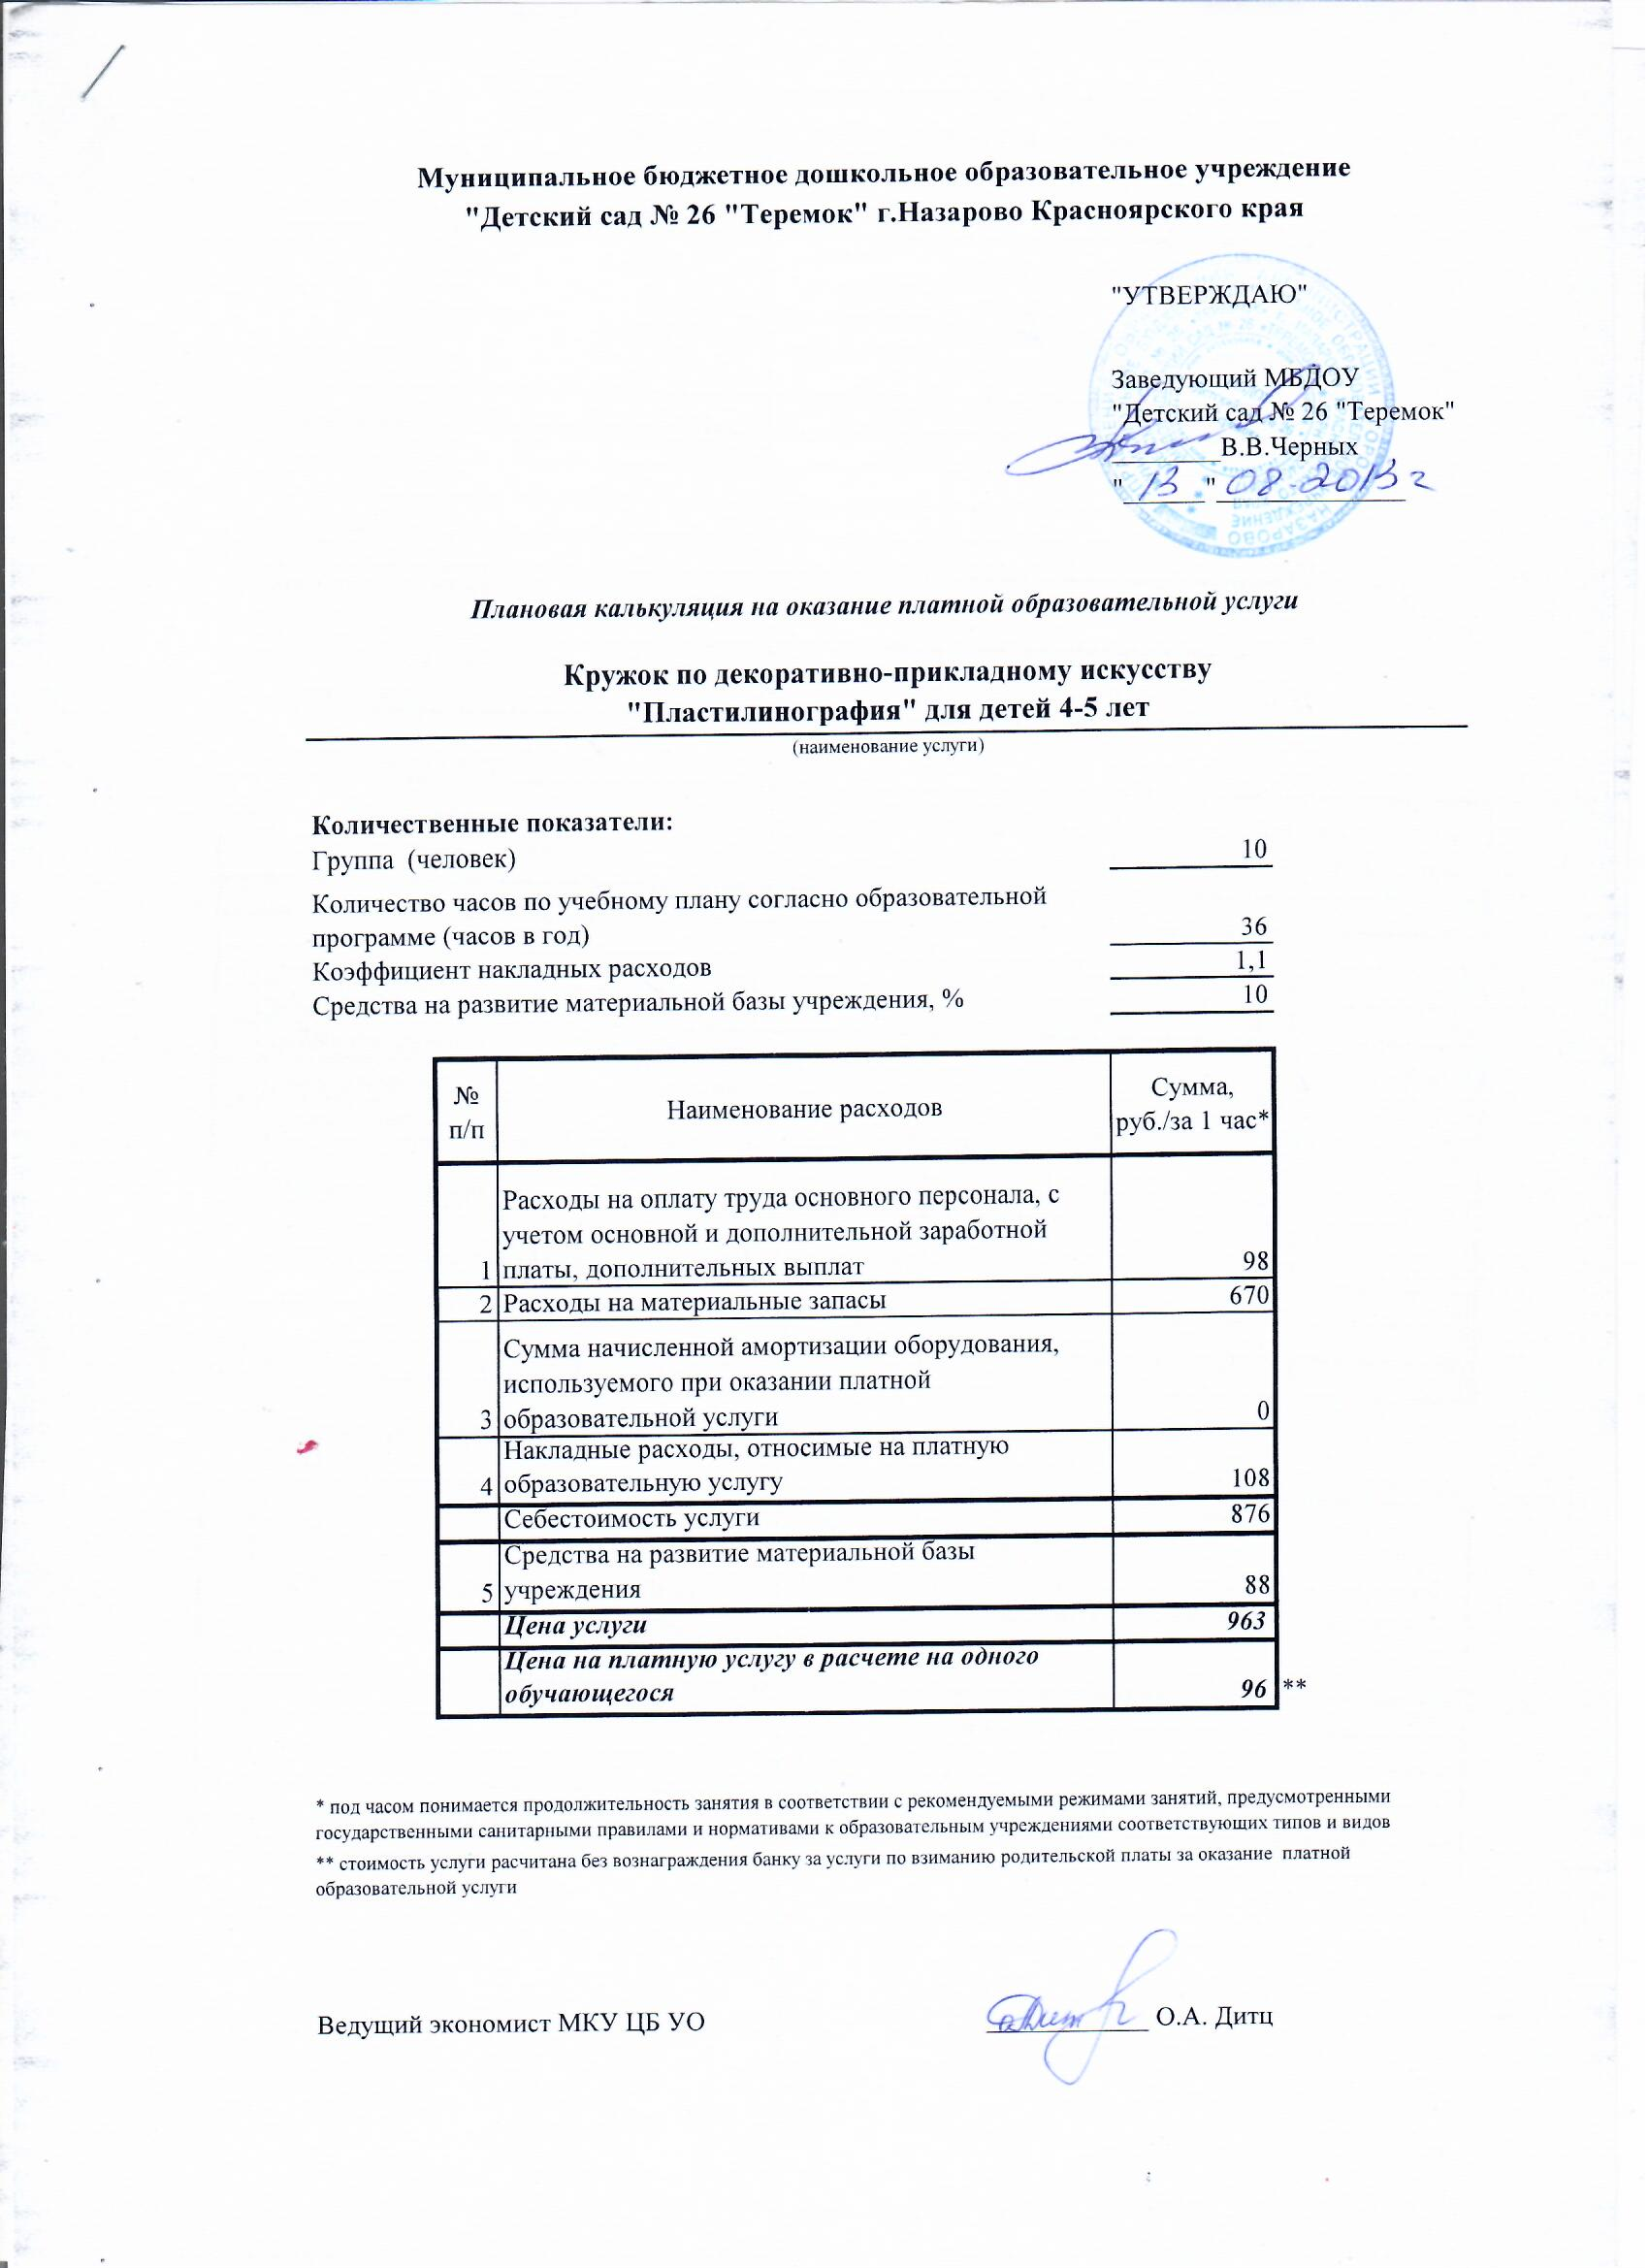 Муниципальное бюджетное дошкольное образовательное учреждение
"Детский сад № 26 "Теремок" г.Назарово Красноярского края
"УТВЕРЖДАЮ"
Заведующий МБДОУ
"Детский сад № 26 "Теремок"
________В.В.Черных
"13" 08.2013 г
Плановая калькуляция на оказание платной образовательной услуги
Кружок по декоративно-прикладному искусству
"Пластилинография" для детей 4-5 лет
(наименование услуги)
Количественные показатели:
Группа (человек) 10
Количество часов по учебному плану согласно образовательной
программе (часов в год) 36
Коэффициент накладных расходов 1,1
Средства на развитие материальной базы учреждения, % 10
№ Наименование расходов Сумма,
п/п руб./за 1 час*
Расходы на оплату труда основного персонала, с
учетом основной и дополнительной заработной
1 платы, дополнительных выплат 98
2 Расходы на материальные запасы 670
Сумма начисленной амортизации оборудования,
используемого при оказании платной
3 образовательной услуги 0
Накладные расходы, относимые на платную
4 образовательную услугу 108
Себестоимость услуги 876
Средства на развитие материальной базы
5 учреждения 88
Цена услуги 963
Цена на платную услугу в расчете на одного
обучающегося 96 **
* под часом понимается продолжительность занятия в соответствии с рекомендуемыми режимами занятий, предусмотренными
государственными санитарными правилами и нормативами к образовательным учреждениями соответствующих типов и видов
** стоимость услуги расчитана без вознаграждения банку за услуги по взиманию родительской платы за оказание платной
образовательной услуги
Ведущий экономист МКУ ЦБ УО ____________ О.А. Дитц